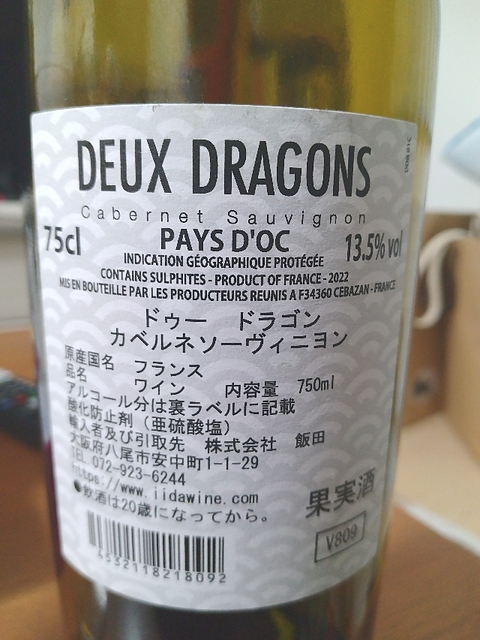 DEUX DRAGONS
Cabernet Sauvignon
75cl PAYS D'OC 13.5% vol
INDICATION GÉOGRAPHIQUE PROTÉGÉE
CONTAINS SULPHITES - PRODUCT OF FRANCE - 2022
MIS EN BOUTEILLE PAR LES PRODUCTEURS REUNIS A F34360 CEBAZAN - FRANCE
ドゥー ドラゴン
カベルネソーヴィニヨン
原産国名 フランス
品名 ワイン 内容量 750ml
アルコール分は裏ラベルに記載
酸化防止剤(亜硫酸塩)
輸入者及び引取先 株式会社 飯田
大阪府八尾市安中町1-1-29
TEL.072-923-6244
https://www.iidawine.com
●飲酒は20歳になってから。
果実酒
V809
4532118218092